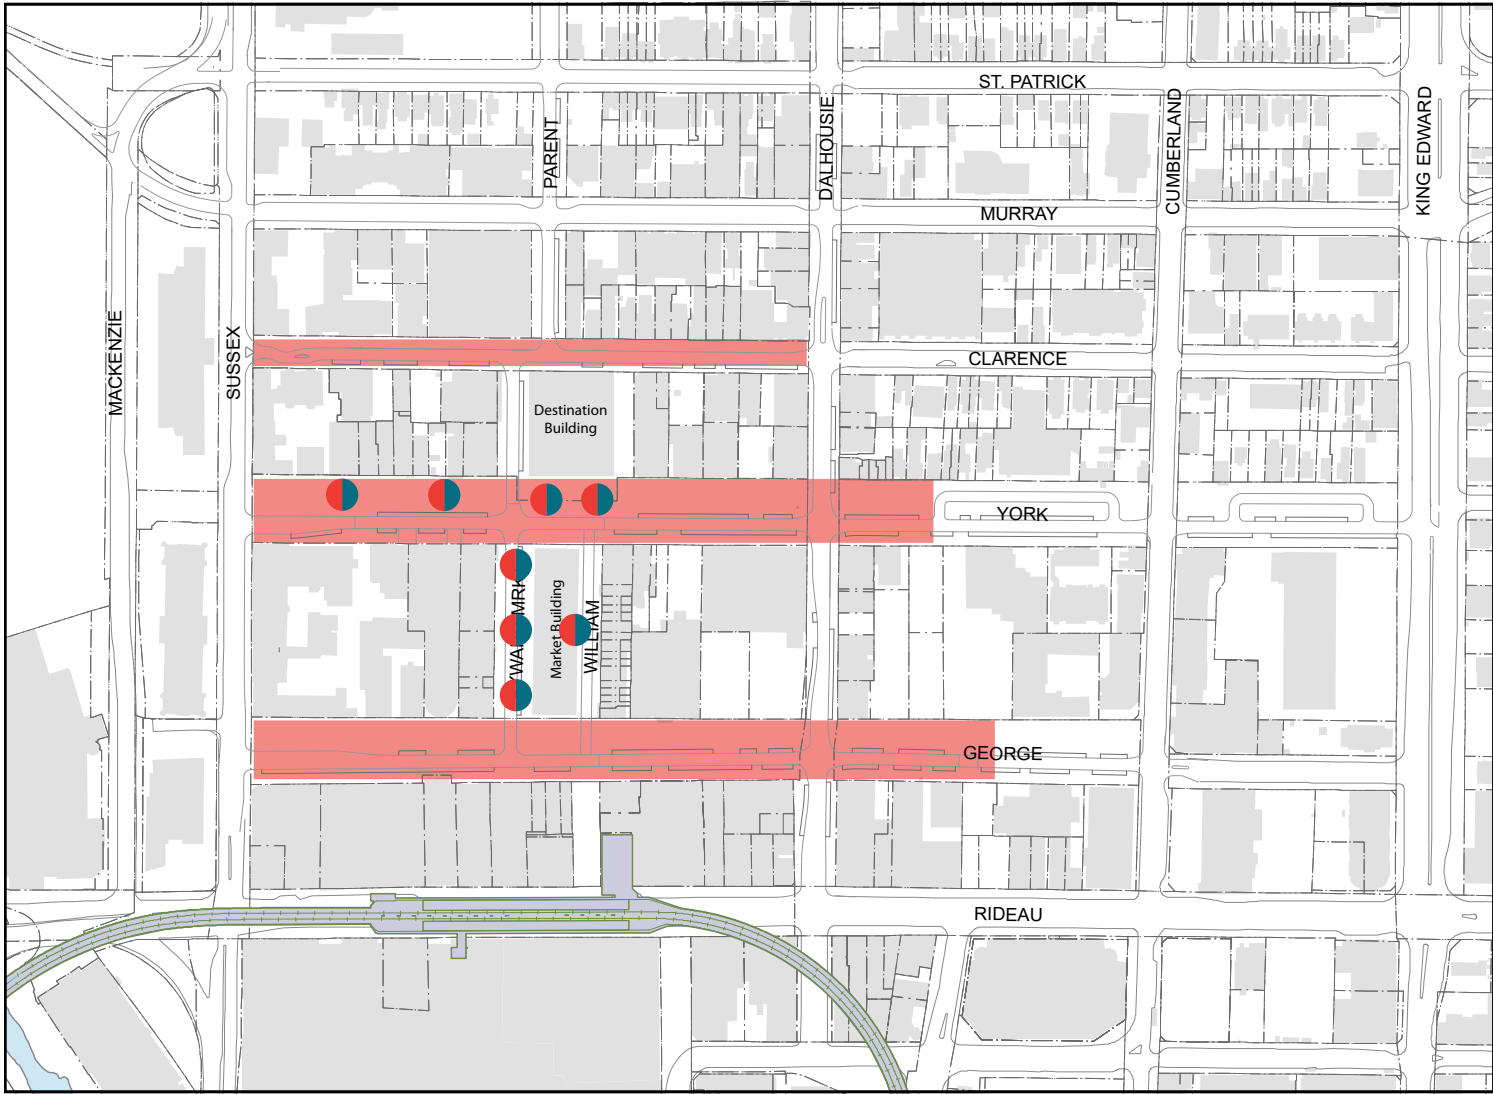 ST. PATRICK
PARENT
DALHOUSIE
CUMBERLAND
KING EDWARD
MURRAY
MACKENZIE
SUSSEX
CLARENCE
Destination
Building
YORK
Market Building
WILLIAM
GEORGE
RIDEAU